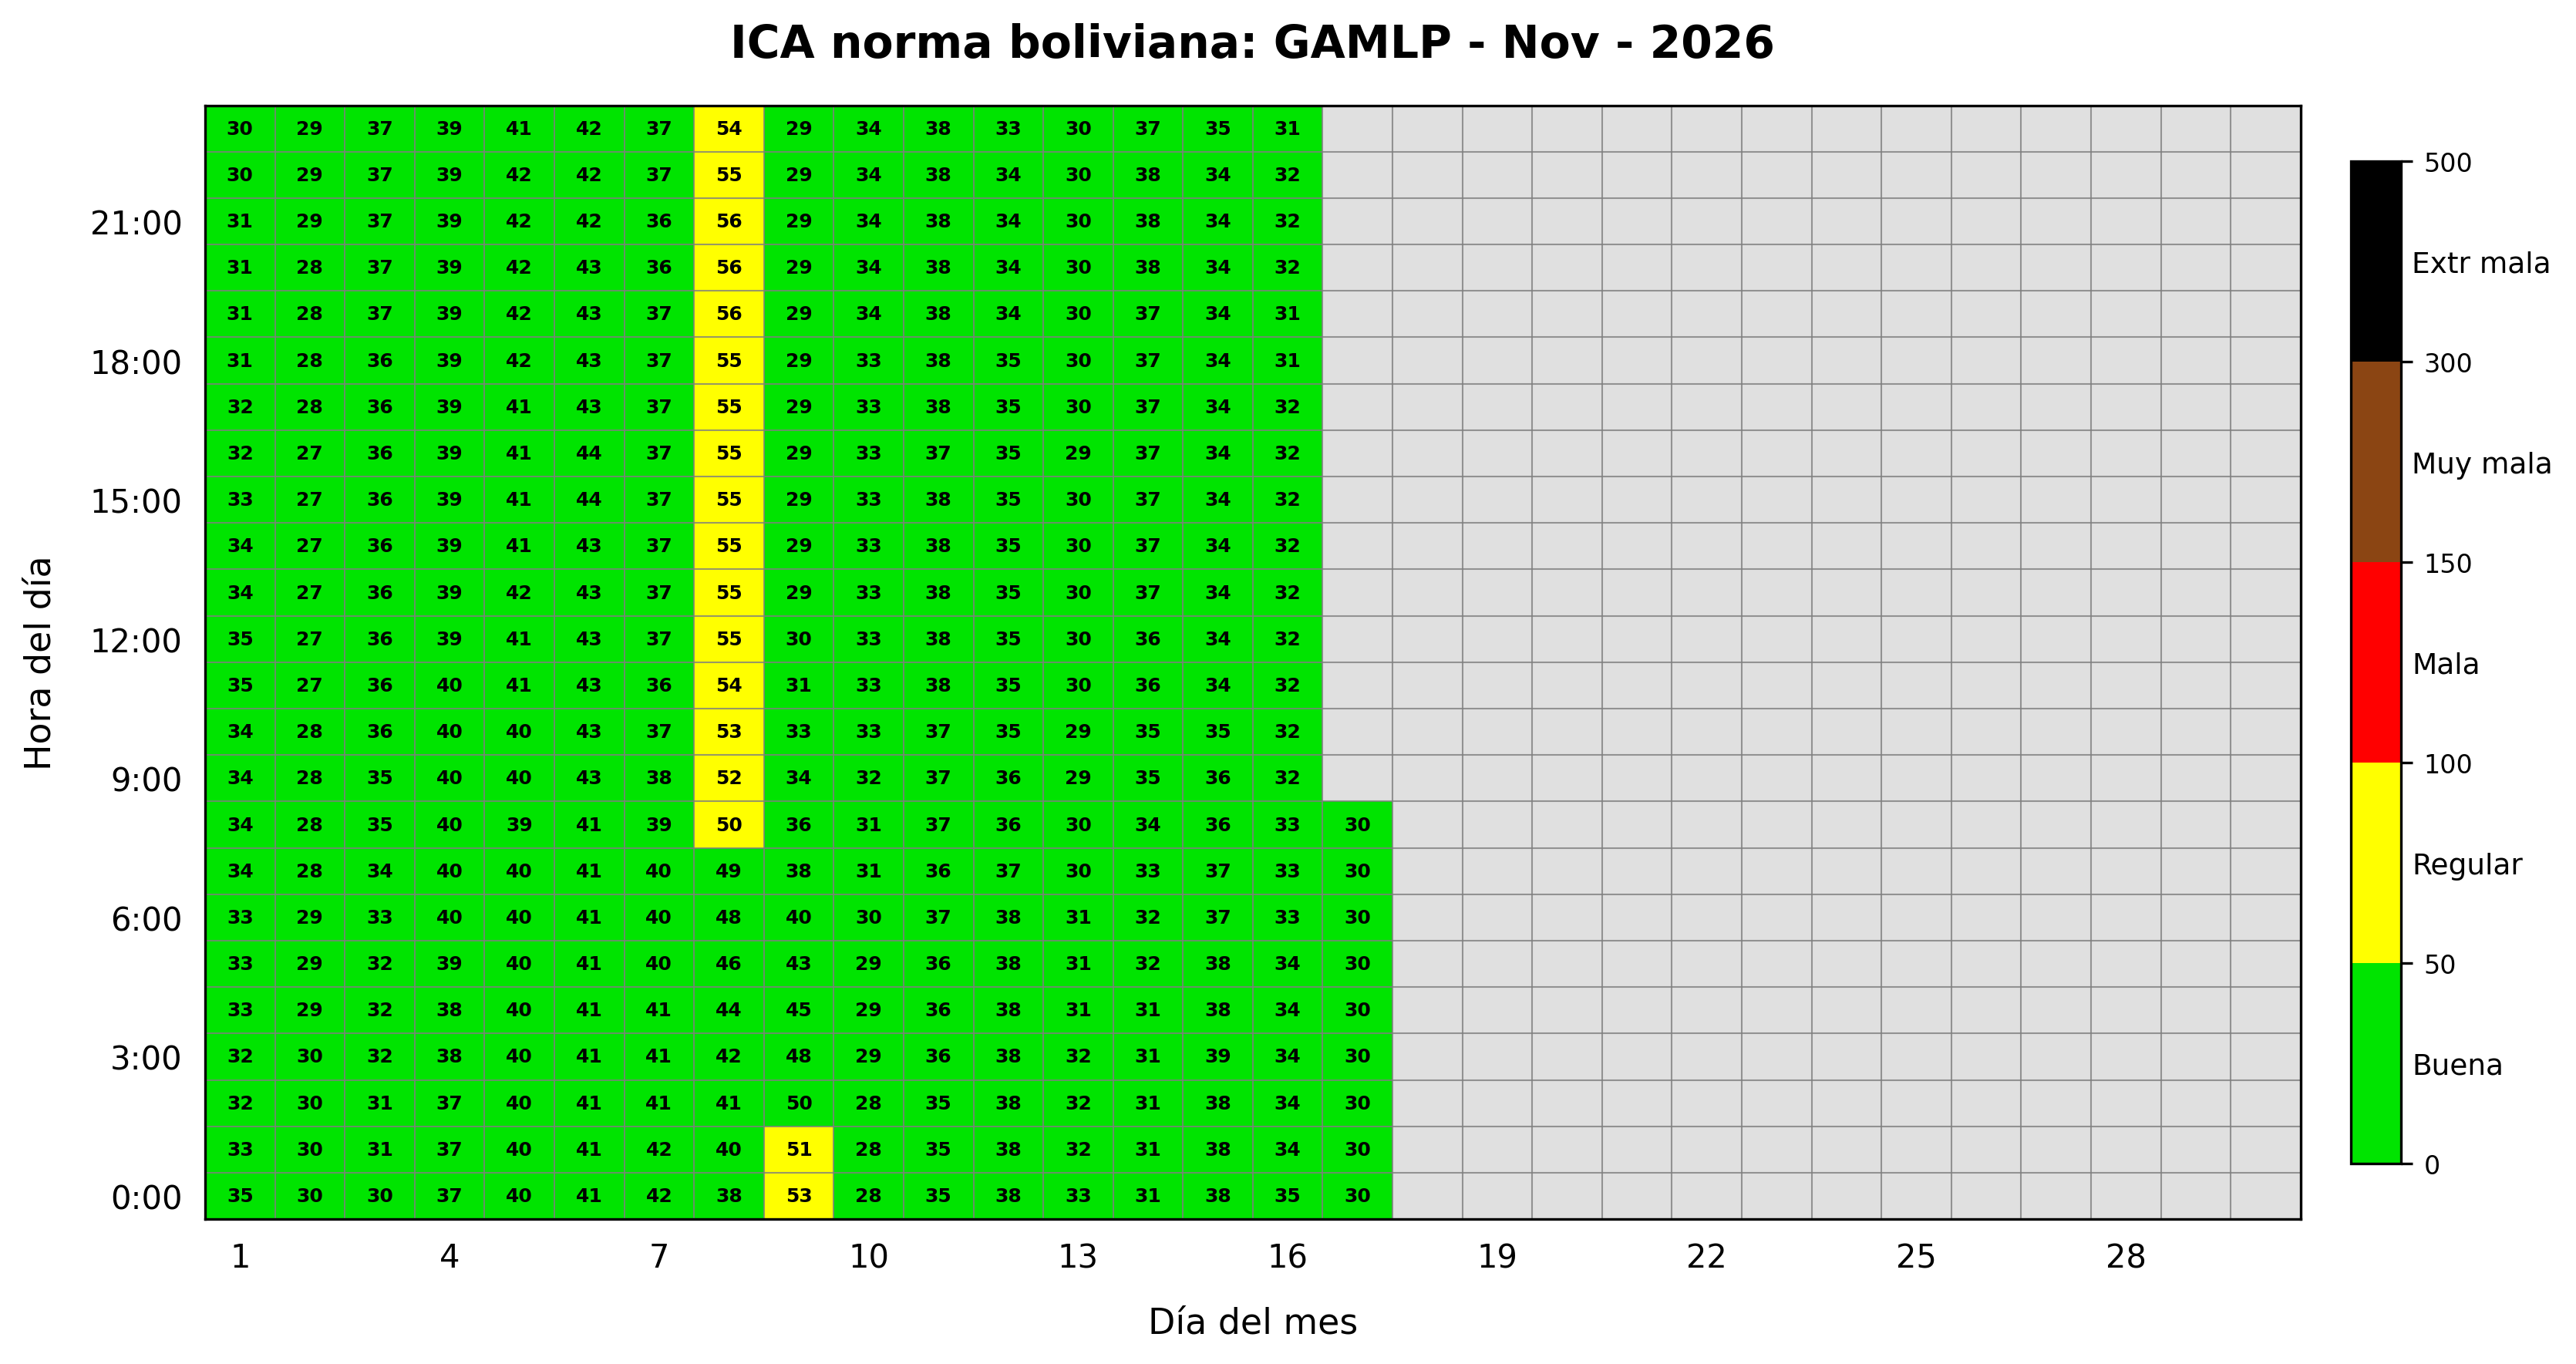 ICA norma boliviana: GAMLP - Nov - 2026
30 29 37 39 41 42 37 54 29 34 38 33 30 37 35 31
30 29 37 39 42 42 37 55 29 34 38 34 30 38 34 32
21:00 31 29 37 39 42 42 36 56 29 34 38 34 30 38 34 32
31 28 37 39 42 43 36 56 29 34 38 34 30 38 34 32
31 28 37 39 42 43 37 56 29 34 38 34 30 37 34 31
18:00 31 28 36 39 42 43 37 55 29 33 38 35 30 37 34 31
32 28 36 39 41 43 37 55 29 33 38 35 30 37 34 32
32 27 36 39 41 44 37 55 29 33 37 35 29 37 34 32
15:00 33 27 36 39 41 44 37 55 29 33 38 35 30 37 34 32
34 27 36 39 41 43 37 55 29 33 38 35 30 37 34 32
34 27 36 39 42 43 37 55 29 33 38 35 30 37 34 32
12:00 35 27 36 39 41 43 37 55 30 33 38 35 30 36 34 32
35 27 36 40 41 43 36 54 31 33 38 35 30 36 34 32
34 28 36 40 40 43 37 53 33 33 37 35 29 35 35 32
9:00 34 28 35 40 40 43 38 52 34 32 37 36 29 35 36 32
34 28 35 40 39 41 39 50 36 31 37 36 30 34 36 33 30
34 28 34 40 40 41 40 49 38 31 36 37 30 33 37 33 30
6:00 33 29 33 40 40 41 40 48 40 30 37 38 31 32 37 33 30
33 29 32 39 40 41 40 46 43 29 36 38 31 32 38 34 30
33 29 32 38 40 41 41 44 45 29 36 38 31 31 38 34 30
3:00 32 30 32 38 40 41 41 42 48 29 36 38 32 31 39 34 30
32 30 31 37 40 41 41 41 50 28 35 38 32 31 38 34 30
33 30 31 37 40 41 42 40 51 28 35 38 32 31 38 34 30
0:00 35 30 30 37 40 41 42 38 53 28 35 38 33 31 38 35 30
1 4 7 10 13 16 19 22 25 28
Día del mes
Hora del día
500
Extr mala
300
Muy mala
150
Mala
100
Regular
50
Buena
0